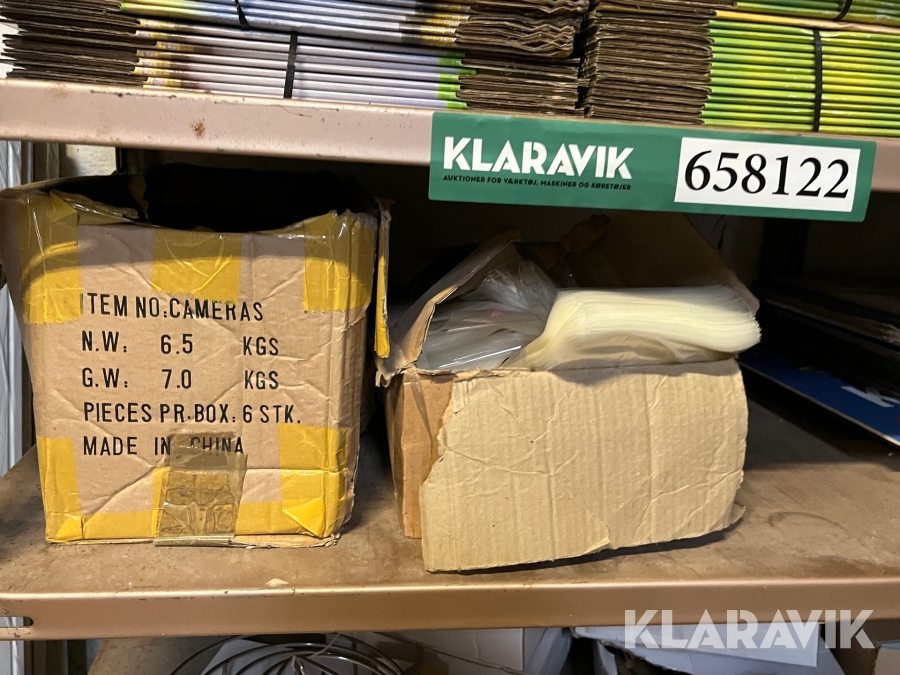 KLARAVIK
AUKTIONER FOR VÆRKTØJ, MASKINER OG KØRETØJER
658122
ITEM NO:CAMERAS
N.W: 6.5 KGS
G.W: 7.0 KGS
PIECES PR.BOX: 6 STK.
MADE IN CHINA
KLARAVIK